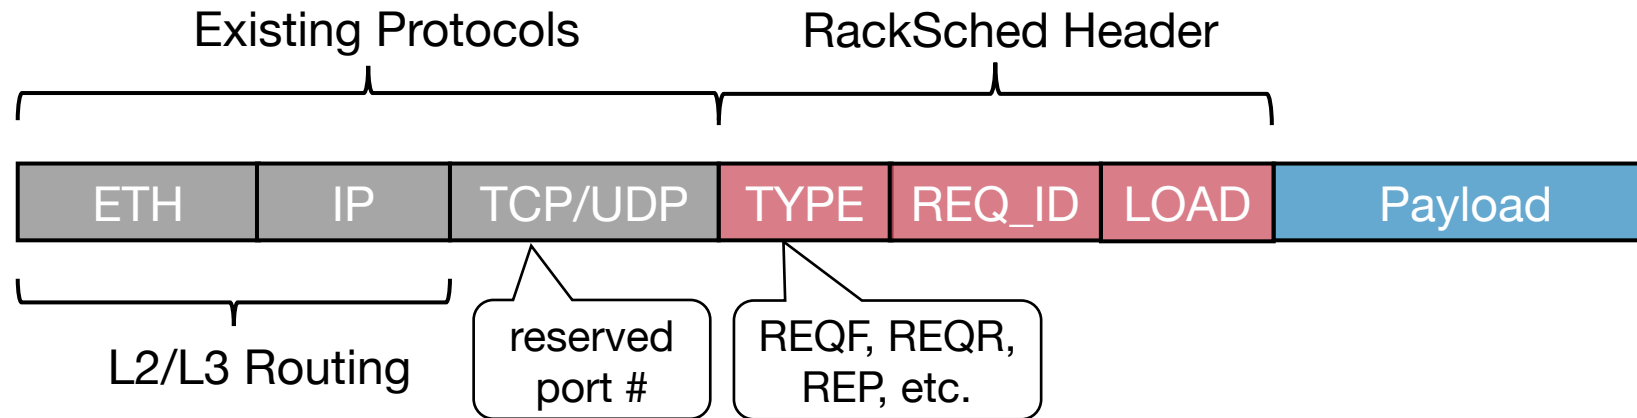 Existing Protocols
RackSched Header
ETH
IP
TCP/UDP
TYPE
REQ_ID
LOAD
Payload
L2/L3 Routing
reserved
port #
REQF, REQR,
REP, etc.